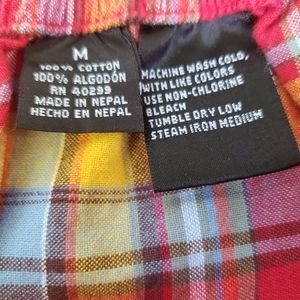 M
100% COTTON
100% ALGODÓN
RN 40299
MADE IN NEPAL
HECHO EN NEPAL
MACHINE WASH COLD,
WITH LIKE COLORS
USE NON-CHLORINE
BLEACH
TUMBLE DRY LOW
STEAM IRON MEDIUM